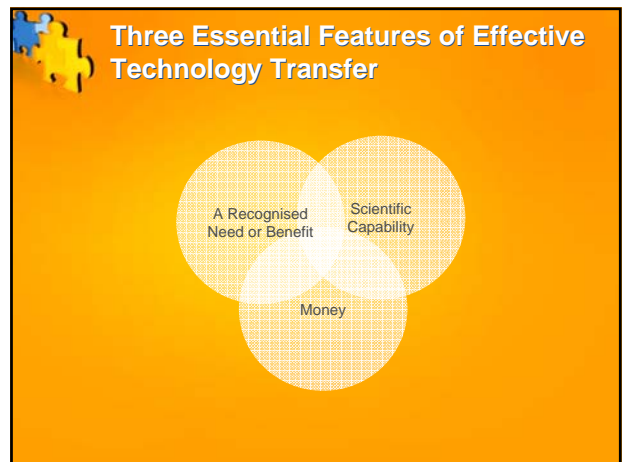 Three Essential Features of Effective
Technology Transfer
A Recognised
Need or Benefit
Scientific
Capability
Money